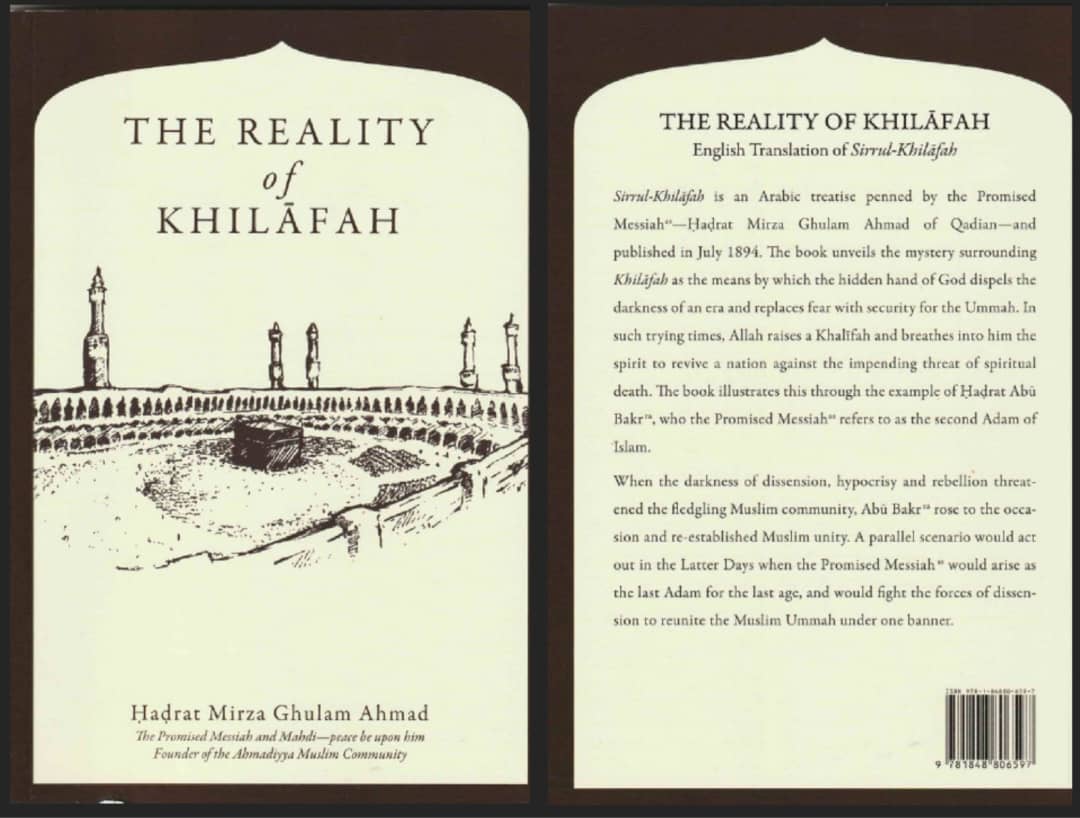 THE REALITY
of
KHILĀFAH
Ḥaḍrat Mirza Ghulam Ahmad
The Promised Messiah and Mahdi—peace be upon him
Founder of the Ahmadiyya Muslim Community
THE REALITY OF KHILĀFAH
English Translation of Sirrul-Khilāfah
Sirrul-Khilāfah is an Arabic treatise penned by the Promised
Messiahᵃˢ—Ḥaḍrat Mirza Ghulam Ahmad of Qadian—and
published in July 1894. The book unveils the mystery surrounding
Khilāfah as the means by which the hidden hand of God dispels the
darkness of an era and replaces fear with security for the Ummah. In
such trying times, Allah raises a Khalīfah and breathes into him the
spirit to revive a nation against the impending threat of spiritual
death. The book illustrates this through the example of Ḥaḍrat Abū
Bakrʳᵃ, who the Promised Messiahᵃˢ refers to as the second Adam of
Islam.
When the darkness of dissension, hypocrisy and rebellion threat-
ened the fledgling Muslim community, Abū Bakrʳᵃ rose to the occa-
sion and re-established Muslim unity. A parallel scenario would act
out in the Latter Days when the Promised Messiahᵃˢ would arise as
the last Adam for the last age, and would fight the forces of dissen-
sion to reunite the Muslim Ummah under one banner.
ISBN 978-1-84880-659-7
9 781848 806597